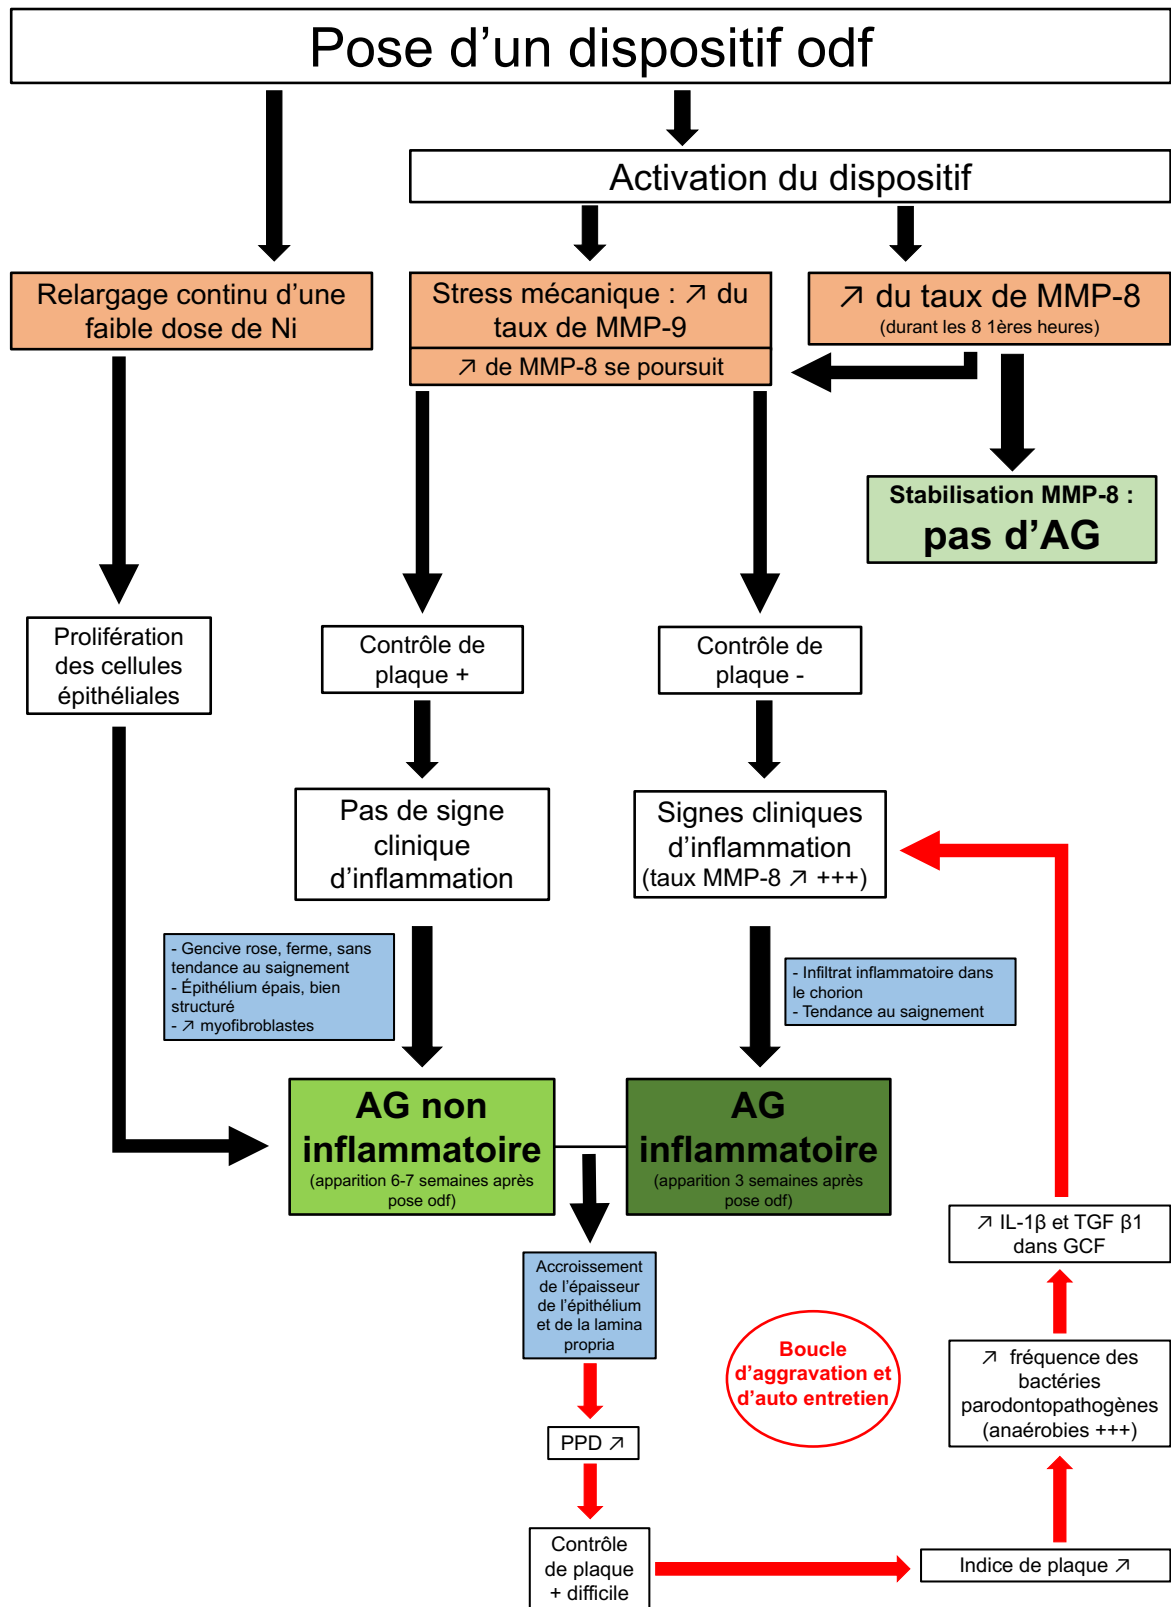 Pose d’un dispositif odf
Activation du dispositif
Relargage continu d’une
faible dose de Ni
Stress mécanique : ↗ du
taux de MMP-9
↗ de MMP-8 se poursuit
↗ du taux de MMP-8
(durant les 8 1ères heures)
Stabilisation MMP-8 :
pas d’AG
Prolifération
des cellules
épithéliales
Contrôle de
plaque +
Contrôle de
plaque -
Pas de signe
clinique
d’inflammation
Signes cliniques
d’inflammation
(taux MMP-8 ↗ +++)
- Gencive rose, ferme, sans
tendance au saignement
- Épithélium épais, bien
structuré
- ↗ myofibroblastes
- Infiltrat inflammatoire dans
le chorion
- Tendance au saignement
AG non
inflammatoire
(apparition 6-7 semaines après
pose odf)
AG
inflammatoire
(apparition 3 semaines après
pose odf)
Accroissement
de l’épaisseur
de l’épithélium
et de la lamina
propria
PPD ↗
Contrôle
de plaque
+ difficile
Indice de plaque ↗
↗ fréquence des
bactéries
parodontopathogènes
(anaérobies +++)
↗ IL-1β et TGF β1
dans GCF
Boucle
d’aggravation et
d’auto entretien